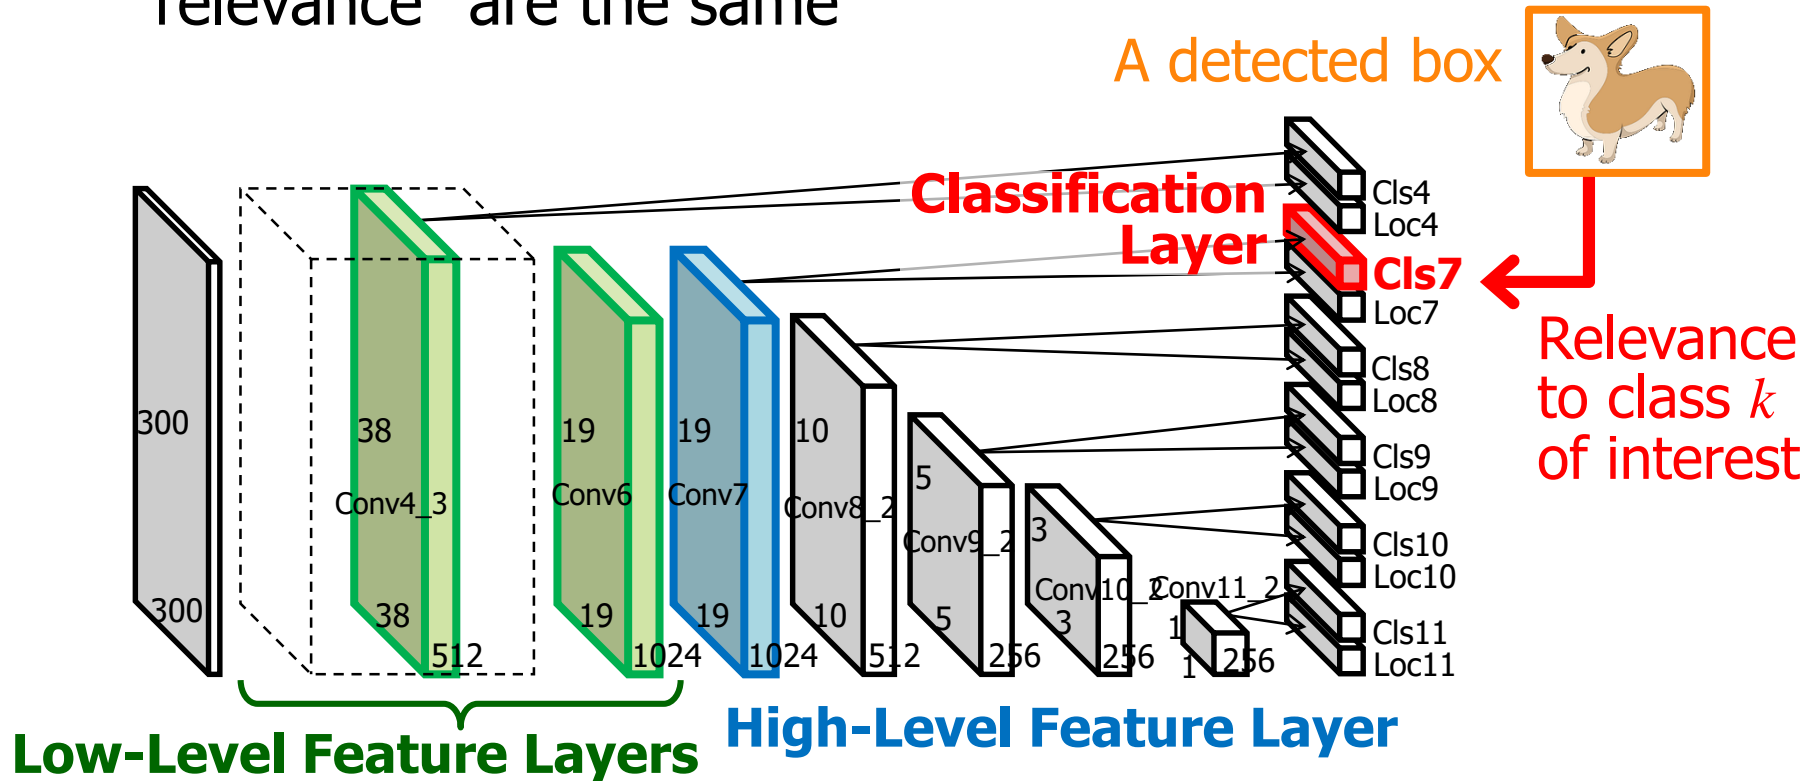 relevance" are the same
A detected box
Classification
Layer
Cls4
Loc4
Cls7
Loc7
Cls8
Loc8
Cls9
Loc9
Cls10
Loc10
Cls11
Loc11
Relevance
to class k
of interest
300
300
38
Conv4_3
38
512
19
Conv6
19
1024
19
Conv7
19
1024
10
Conv8_2
10
512
5
Conv9_2
5
256
3
Conv10_2
3
256
Conv11_2
1
1
256
Low-Level Feature Layers
High-Level Feature Layer